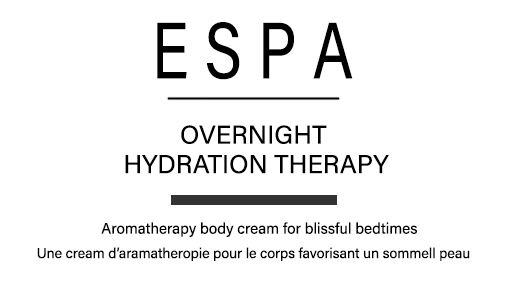 ESPA
OVERNIGHT
HYDRATION THERAPY
Aromatherapy body cream for blissful bedtimes
Une cream d'aramatheropie pour le corps favorisant un sommell peau